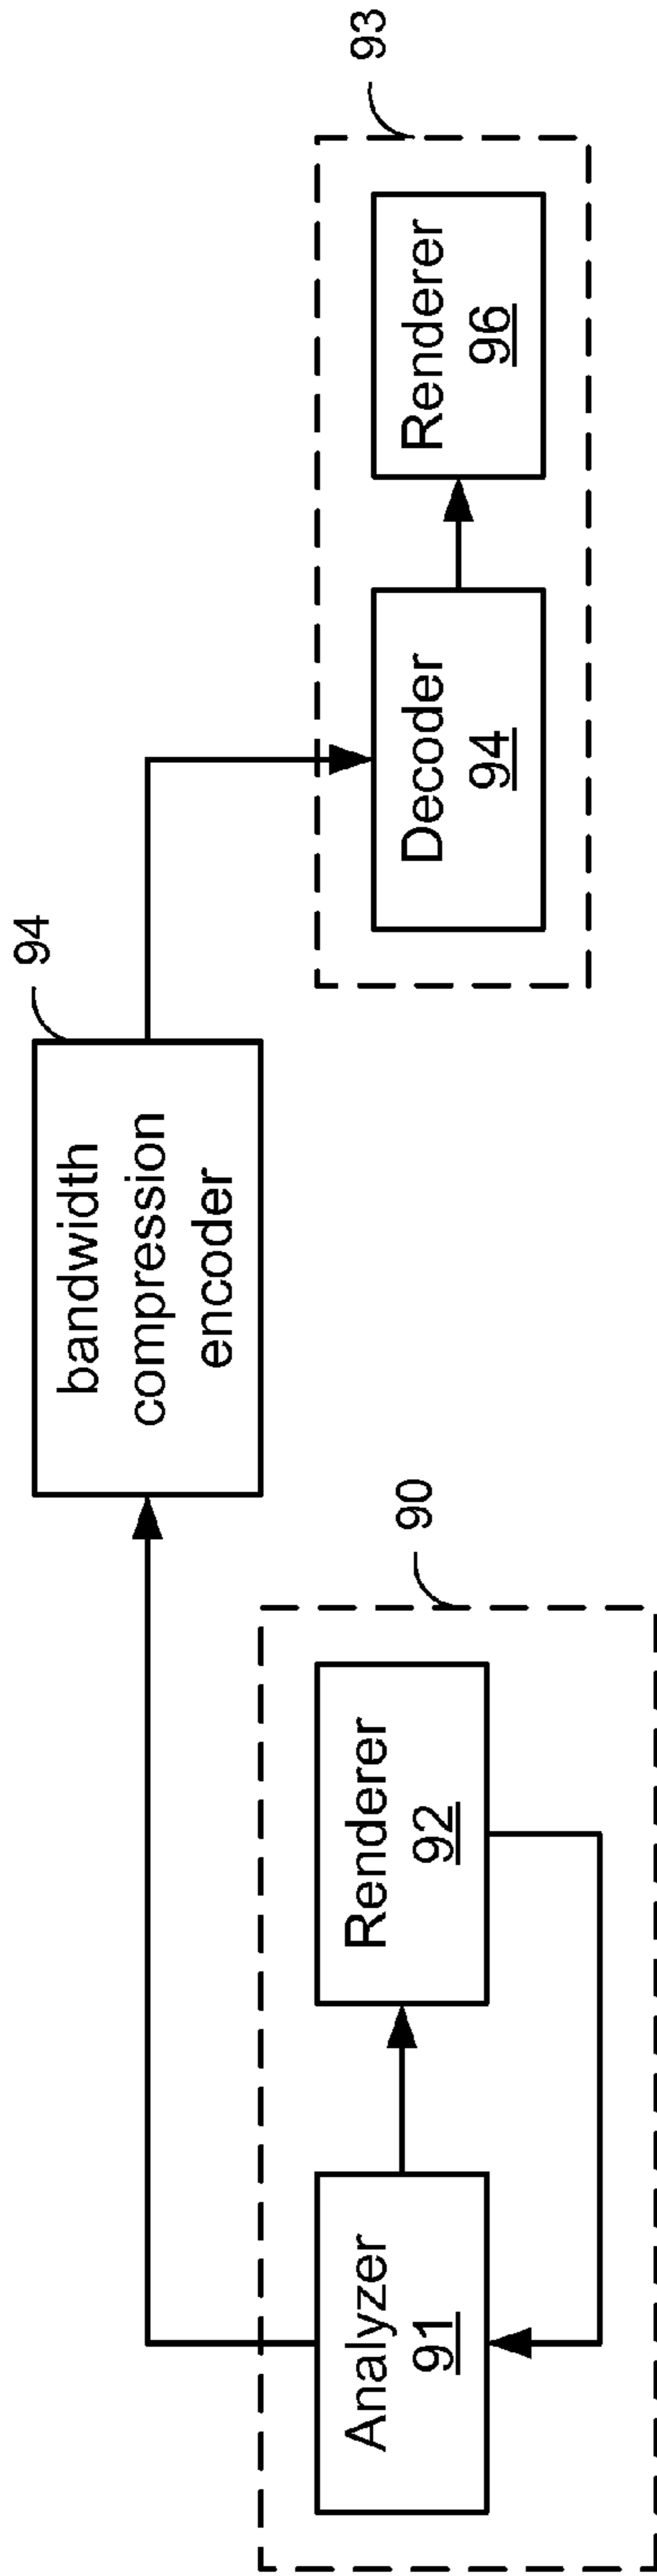 Analyzer
91
Renderer
92
90
bandwidth
compression
encoder
94
Decoder
94
Renderer
96
93